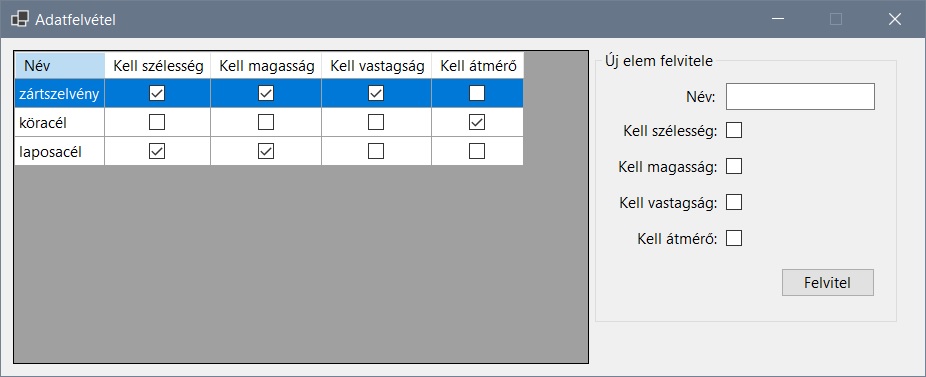 Adatfelvétel
Név Kell szélesség Kell magasság Kell vastagság Kell átmérő
zártszelvény
köracél
laposacél
Új elem felvitele
Név:
Kell szélesség:
Kell magasság:
Kell vastagság:
Kell átmérő:
Felvitel